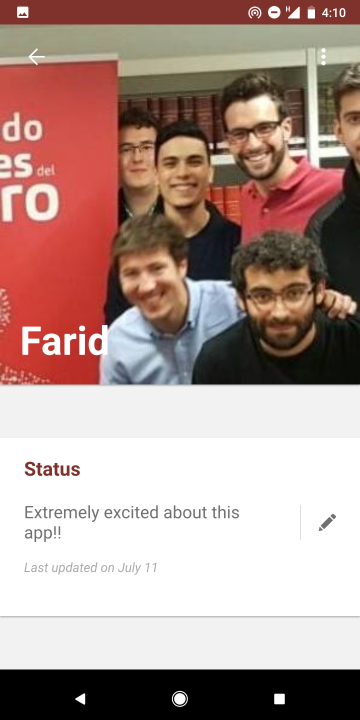 H
4:10
do
es del
ro
Farid
Status
Extremely excited about this
app!!
Last updated on July 11